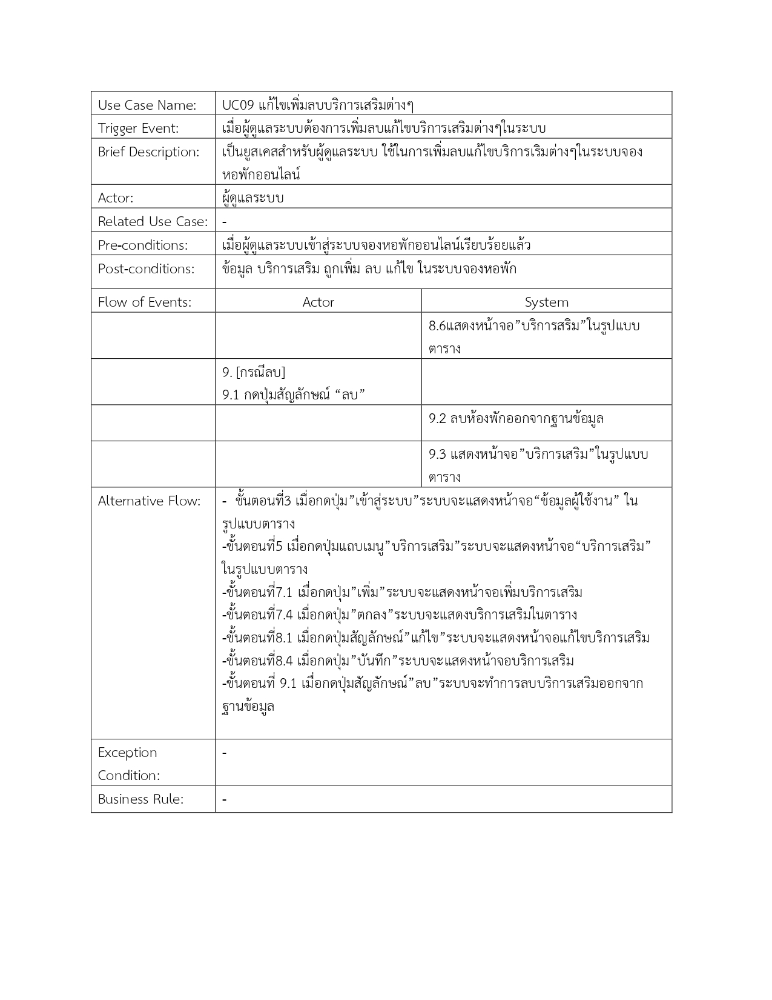 Use Case Name: UC09 แก้ไขเพิ่มลบบริการเสริมต่างๆ
Trigger Event: เมื่อผู้ดูแลระบบต้องการเพิ่มลบแก้ไขบริการเสริมต่างๆในระบบ
Brief Description: เป็นยูสเคสสำหรับผู้ดูแลระบบ ใช้ในการเพิ่มลบแก้ไขบริการเริมต่างๆในระบบจอง
หอพักออนไลน์
Actor: ผู้ดูแลระบบ
Related Use Case: -
Pre-conditions: เมื่อผู้ดูแลระบบเข้าสู่ระบบจองหอพักออนไลน์เรียบร้อยแล้ว
Post-conditions: ข้อมูล บริการเสริม ถูกเพิ่ม ลบ แก้ไข ในระบบจองหอพัก
Flow of Events: Actor System
8.6แสดงหน้าจอ”บริการสริม”ในรูปแบบ
ตาราง
9. [กรณีลบ]
9.1 กดปุ่มสัญลักษณ์ “ลบ”
9.2 ลบห้องพักออกจากฐานข้อมูล
9.3 แสดงหน้าจอ”บริการเสริม”ในรูปแบบ
ตาราง
Alternative Flow: - ขั้นตอนที่3 เมื่อกดปุ่ม”เข้าสู่ระบบ”ระบบจะแสดงหน้าจอ“ข้อมูลผู้ใช้งาน” ใน
รูปแบบตาราง
-ขั้นตอนที่5 เมื่อกดปุ่มแถบเมนู”บริการเสริม”ระบบจะแสดงหน้าจอ“บริการเสริม”
ในรูปแบบตาราง
-ขั้นตอนที่7.1 เมื่อกดปุ่ม”เพิ่ม”ระบบจะแสดงหน้าจอเพิ่มบริการเสริม
-ขั้นตอนที่7.4 เมื่อกดปุ่ม”ตกลง”ระบบจะแสดงบริการเสริมในตาราง
-ขั้นตอนที่8.1 เมื่อกดปุ่มสัญลักษณ์”แก้ไข”ระบบจะแสดงหน้าจอแก้ไขบริการเสริม
-ขั้นตอนที่8.4 เมื่อกดปุ่ม”บันทึก”ระบบจะแสดงหน้าจอบริการเสริม
-ขั้นตอนที่ 9.1 เมื่อกดปุ่มสัญลักษณ์”ลบ”ระบบจะทำการลบบริการเสริมออกจาก
ฐานข้อมูล
Exception -
Condition:
Business Rule: -